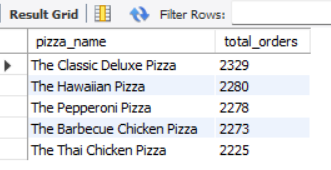 Result Grid Filter Rows:
pizza_name total_orders
The Classic Deluxe Pizza 2329
The Hawaiian Pizza 2280
The Pepperoni Pizza 2278
The Barbecue Chicken Pizza 2273
The Thai Chicken Pizza 2225